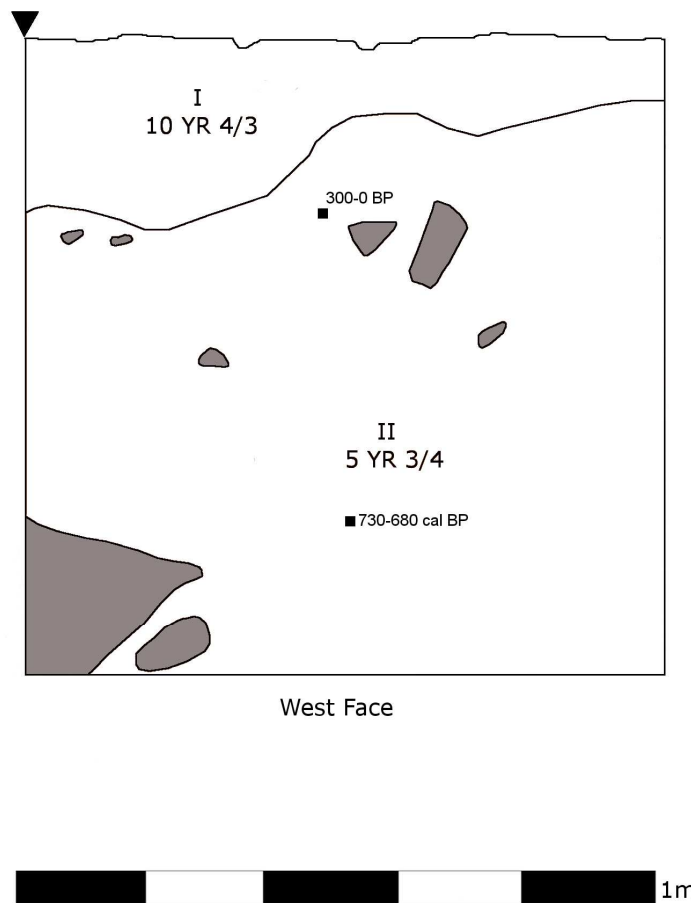 I
10 YR 4/3
300-0 BP
II
5 YR 3/4
730-680 cal BP
West Face
1m